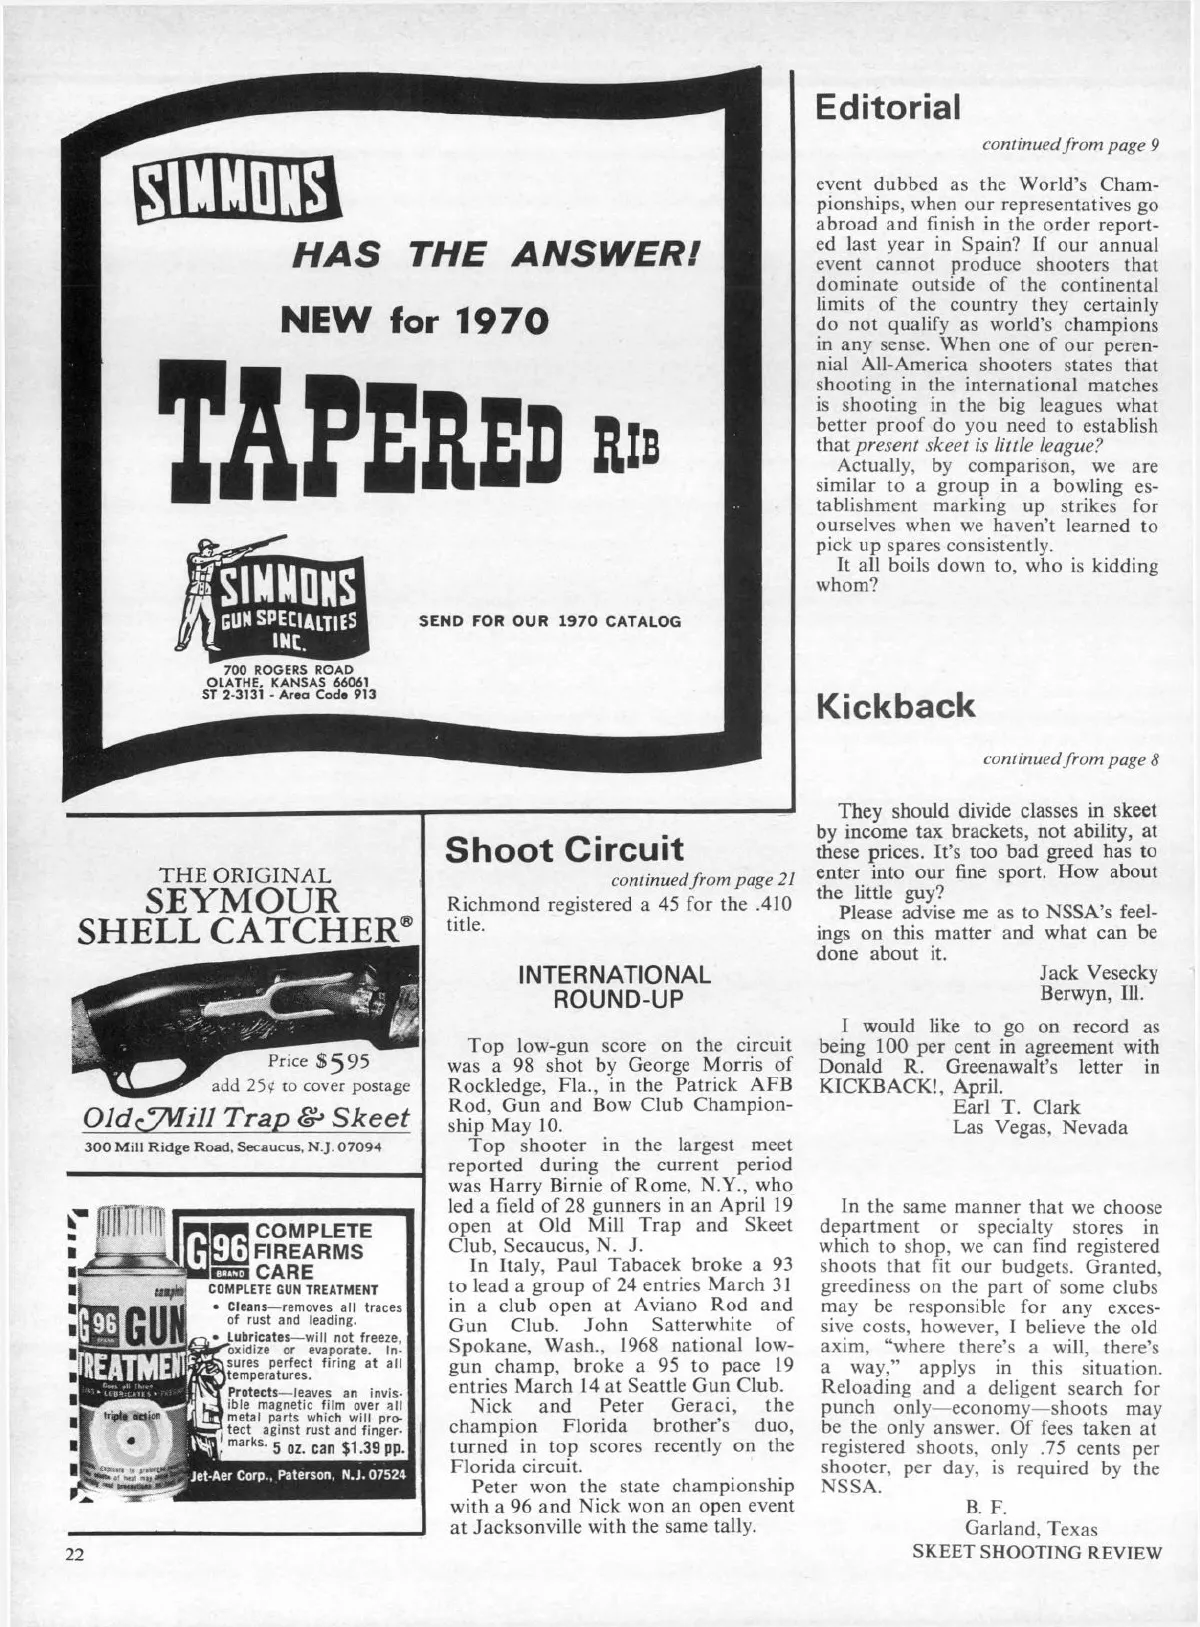 SIMMONS
HAS THE ANSWER!
NEW for 1970
TAPERED RIB
SIMMONS
GUN SPECIALTIES
INC.
SEND FOR OUR 1970 CATALOG
700 ROGERS ROAD
OLATHE, KANSAS 66061
ST 2-3131 - Area Code 913
THE ORIGINAL
SEYMOUR
SHELL CATCHER®
Price $5 95
add 25¢ to cover postage
Old Mill Trap & Skeet
300 Mill Ridge Road, Secaucus, N.J. 07094
G96
BRAND
COMPLETE
FIREARMS
CARE
COMPLETE GUN TREATMENT
• Cleans—removes all traces
of rust and leading.
• Lubricates—will not freeze,
oxidize or evaporate. In-
sures perfect firing at all
temperatures.
Protects—leaves an invis-
ible magnetic film over all
metal parts which will pro-
tect aginst rust and finger-
marks. 5 oz. can $1.39 pp.
Jet-Aer Corp., Paterson, N.J. 07524
complete
G96 GUN
TREATMENT
triple action
Shoot Circuit
continued from page 21
Richmond registered a 45 for the .410
title.
INTERNATIONAL
ROUND-UP
Top low-gun score on the circuit
was a 98 shot by George Morris of
Rockledge, Fla., in the Patrick AFB
Rod, Gun and Bow Club Champion-
ship May 10.
Top shooter in the largest meet
reported during the current period
was Harry Birnie of Rome, N.Y., who
led a field of 28 gunners in an April 19
open at Old Mill Trap and Skeet
Club, Secaucus, N. J.
In Italy, Paul Tabacek broke a 93
to lead a group of 24 entries March 31
in a club open at Aviano Rod and
Gun Club. John Satterwhite of
Spokane, Wash., 1968 national low-
gun champ, broke a 95 to pace 19
entries March 14 at Seattle Gun Club.
Nick and Peter Geraci, the
champion Florida brother's duo,
turned in top scores recently on the
Florida circuit.
Peter won the state championship
with a 96 and Nick won an open event
at Jacksonville with the same tally.
Editorial
continued from page 9
event dubbed as the World's Cham-
pionships, when our representatives go
abroad and finish in the order report-
ed last year in Spain? If our annual
event cannot produce shooters that
dominate outside of the continental
limits of the country they certainly
do not qualify as world's champions
in any sense. When one of our peren-
nial All-America shooters states that
shooting in the international matches
is shooting in the big leagues what
better proof do you need to establish
that present skeet is little league?
Actually, by comparison, we are
similar to a group in a bowling es-
tablishment marking up strikes for
ourselves when we haven't learned to
pick up spares consistently.
It all boils down to, who is kidding
whom?
Kickback
continued from page 8
They should divide classes in skeet
by income tax brackets, not ability, at
these prices. It's too bad greed has to
enter into our fine sport. How about
the little guy?
Please advise me as to NSSA's feel-
ings on this matter and what can be
done about it.
Jack Vesecky
Berwyn, Ill.
I would like to go on record as
being 100 per cent in agreement with
Donald R. Greenawalt's letter in
KICKBACK!, April.
Earl T. Clark
Las Vegas, Nevada
In the same manner that we choose
department or specialty stores in
which to shop, we can find registered
shoots that fit our budgets. Granted,
greediness on the part of some clubs
may be responsible for any exces-
sive costs, however, I believe the old
axim, "where there's a will, there's
a way," applys in this situation.
Reloading and a deligent search for
punch only—economy—shoots may
be the only answer. Of fees taken at
registered shoots, only .75 cents per
shooter, per day, is required by the
NSSA.
B. F.
Garland, Texas
22
SKEET SHOOTING REVIEW